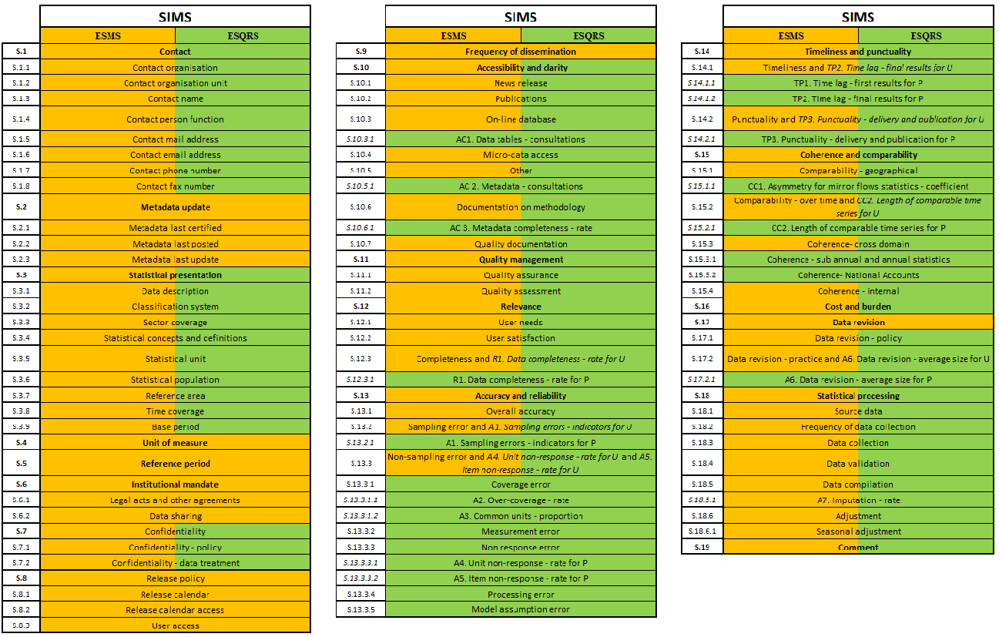 SIMS
ESMS ESQRS
S.1 Contact
S.1.1 Contact organisation
S.1.2 Contact organisation unit
S.1.3 Contact name
S.1.4 Contact person function
S.1.5 Contact mail address
S.1.6 Contact email address
S.1.7 Contact phone number
S.1.8 Contact fax number
S.2 Metadata update
S.2.1 Metadata last certified
S.2.2 Metadata last posted
S.2.3 Metadata last update
S.3 Statistical presentation
S.3.1 Data description
S.3.2 Classification system
S.3.3 Sector coverage
S.3.4 Statistical concepts and definitions
S.3.5 Statistical unit
S.3.6 Statistical population
S.3.7 Reference area
S.3.8 Time coverage
S.3.9 Base period
S.4 Unit of measure
S.5 Reference period
S.6 Institutional mandate
S.6.1 Legal acts and other agreements
S.6.2 Data sharing
S.7 Confidentiality
S.7.1 Confidentiality - policy
S.7.2 Confidentiality - data treatment
S.8 Release policy
S.8.1 Release calendar
S.8.2 Release calendar access
S.8.3 User access
SIMS
ESMS ESQRS
S.9 Frequency of dissemination
S.10 Accessibility and clarity
S.10.1 News release
S.10.2 Publications
S.10.3 On-line database
S.10.3.1 AC1. Data tables - consultations
S.10.4 Micro-data access
S.10.5 Other
S.10.5.1 AC 2. Metadata - consultations
S.10.6 Documentation on methodology
S.10.6.1 AC 3. Metadata completeness - rate
S.10.7 Quality documentation
S.11 Quality management
S.11.1 Quality assurance
S.11.2 Quality assessment
S.12 Relevance
S.12.1 User needs
S.12.2 User satisfaction
S.12.3 Completeness and R1. Data completeness - rate for U
S.12.3.1 R1. Data completeness - rate for P
S.13 Accuracy and reliability
S.13.1 Overall accuracy
S.13.2 Sampling error and A1. Sampling errors - indicators for U
S.13.2.1 A1. Sampling errors - indicators for P
S.13.3 Non-sampling error and A4. Unit non-response - rate for U and A5.
Item non-response - rate for U
S.13.3.1 Coverage error
S.13.3.1.1 A2. Over-coverage - rate
S.13.3.1.2 A3. Common units - proportion
S.13.3.2 Measurement error
S.13.3.3 Non response error
S.13.3.3.1 A4. Unit non-response - rate for P
S.13.3.3.2 A5. Item non-response - rate for P
S.13.3.4 Processing error
S.13.3.5 Model assumption error
SIMS
ESMS ESQRS
S.14 Timeliness and punctuality
S.14.1 Timeliness and TP2. Time lag - final results for U
S.14.1.1 TP1. Time lag - first results for P
S.14.1.2 TP2. Time lag - final results for P
S.14.2 Punctuality and TP3. Punctuality - delivery and publication for U
S.14.2.1 TP3. Punctuality - delivery and publication for P
S.15 Coherence and comparability
S.15.1 Comparability - geographical
S.15.1.1 CC1. Asymmetry for mirror flows statistics - coefficient
S.15.2 Comparability - over time and CC2. Length of comparable time
series for U
S.15.2.1 CC2. Length of comparable time series for P
S.15.3 Coherence- cross domain
S.15.3.1 Coherence - sub annual and annual statistics
S.15.3.2 Coherence- National Accounts
S.15.4 Coherence - internal
S.16 Cost and burden
S.17 Data revision
S.17.1 Data revision - policy
S.17.2 Data revision - practice and A6. Data revision - average size for U
S.17.2.1 A6. Data revision - average size for P
S.18 Statistical processing
S.18.1 Source data
S.18.2 Frequency of data collection
S.18.3 Data collection
S.18.4 Data validation
S.18.5 Data compilation
S.18.5.1 A7. Imputation - rate
S.18.6 Adjustment
S.18.6.1 Seasonal adjustment
S.19 Comment